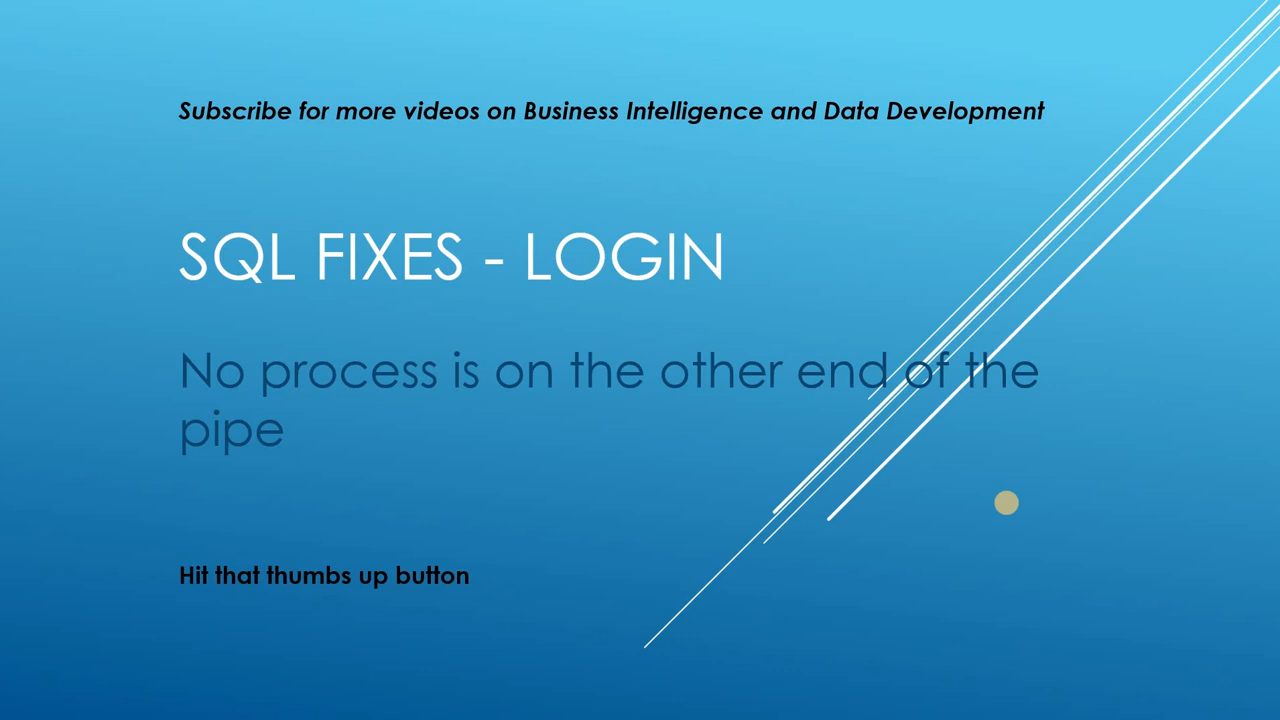 Subscribe for more videos on Business Intelligence and Data Development
SQL FIXES - LOGIN
No process is on the other end of the
pipe
Hit that thumbs up button